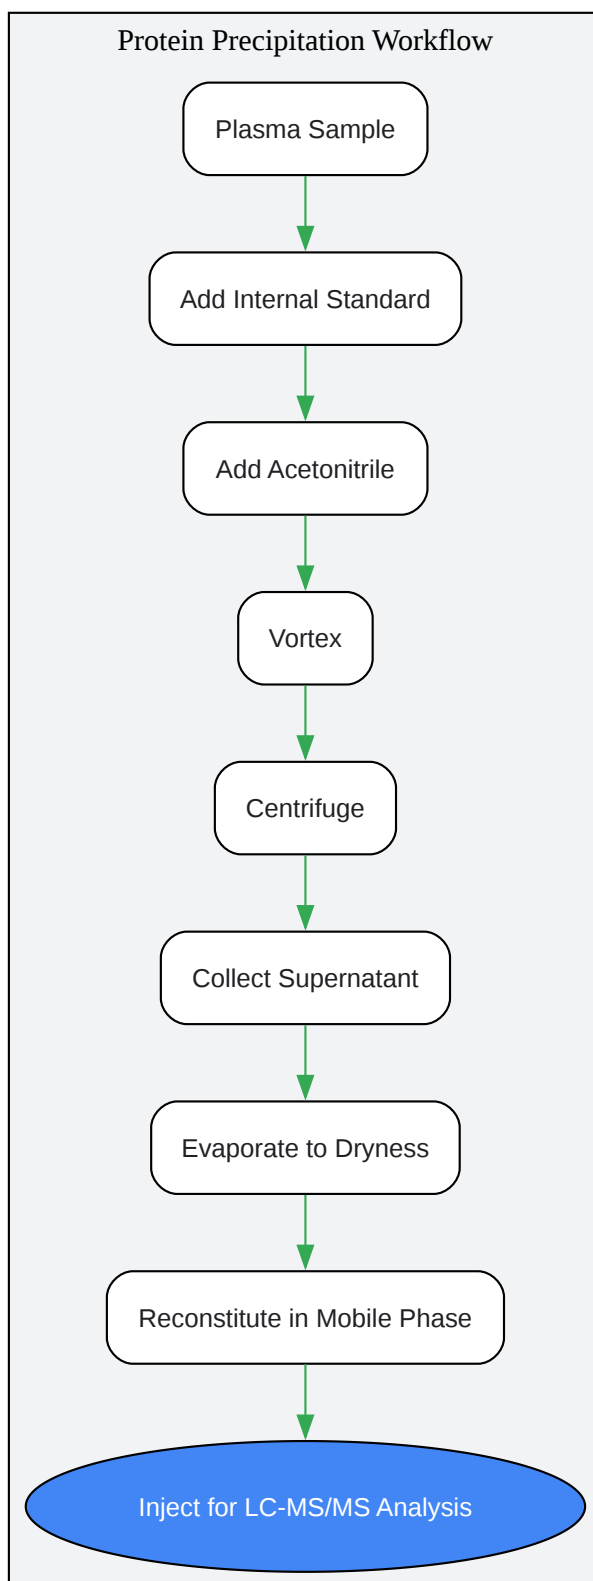 Protein Precipitation Workflow
Plasma Sample
Add Internal Standard
Add Acetonitrile
Vortex
Centrifuge
Collect Supernatant
Evaporate to Dryness
Reconstitute in Mobile Phase
Inject for LC-MS/MS Analysis